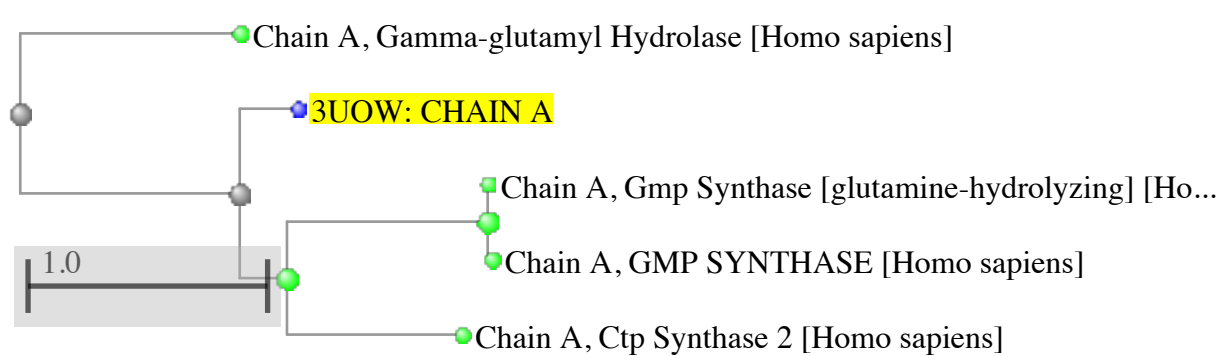 Chain A, Gamma-glutamyl Hydrolase [Homo sapiens]
3UOW: CHAIN A
Chain A, Gmp Synthase [glutamine-hydrolyzing] [Ho...
1.0
Chain A, GMP SYNTHASE [Homo sapiens]
Chain A, Ctp Synthase 2 [Homo sapiens]